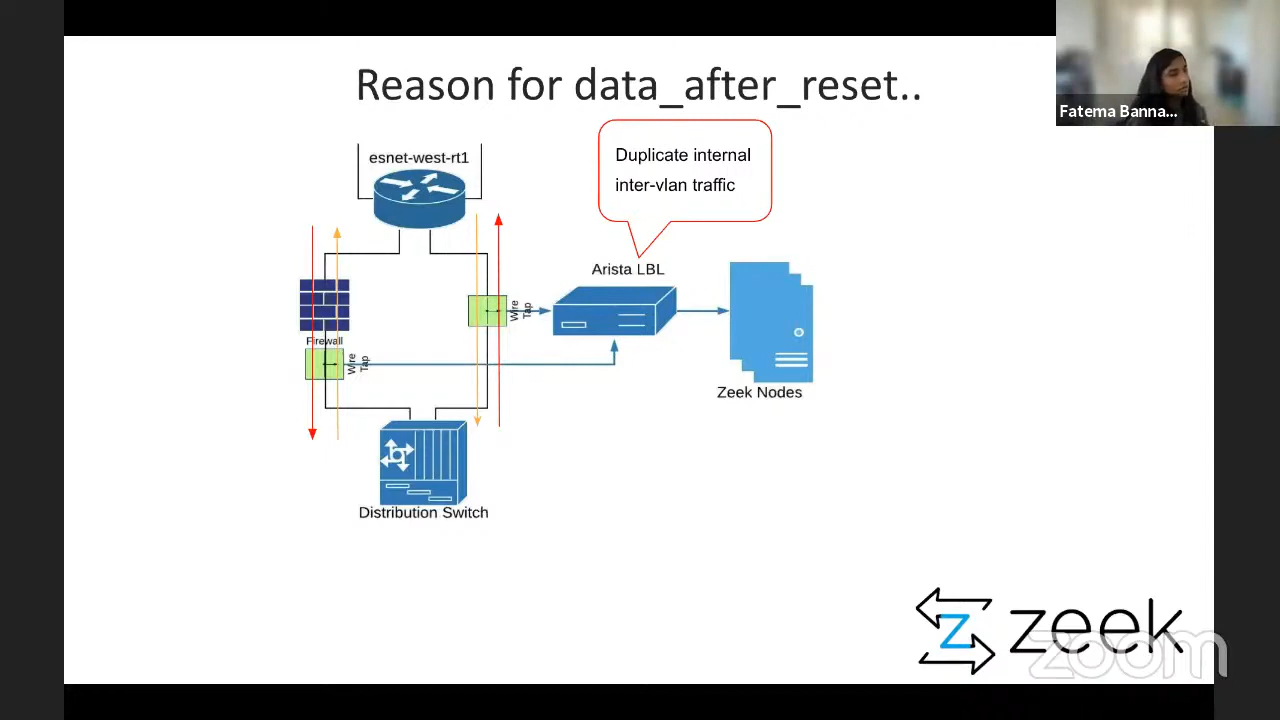 Reason for data_after_reset..
Fatema Banna...
esnet-west-rt1
Duplicate internal
inter-vlan traffic
Arista LBL
Wire
Tap
Firewall
Wire
Tap
Zeek Nodes
Distribution Switch
zeek
zoom